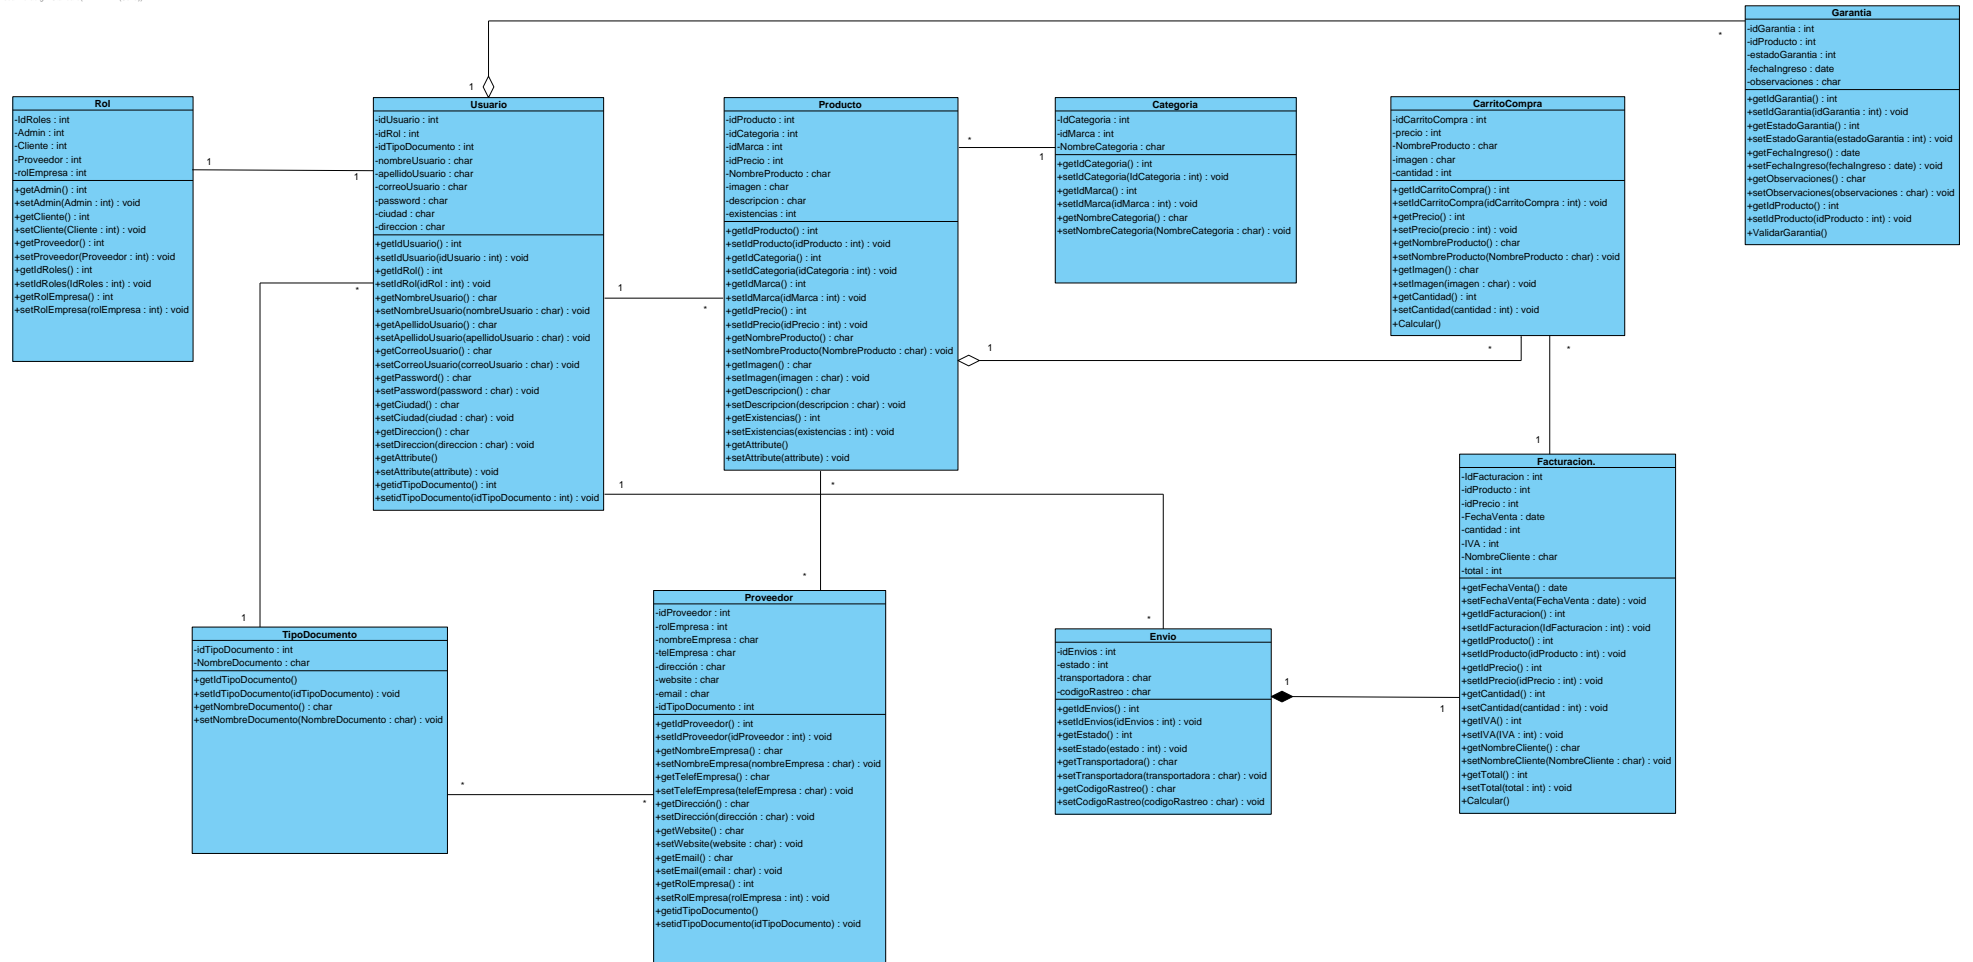 Garantia
-idGarantia : int
-idProducto : int
-estadoGarantia : int
-fechaIngreso : date
-observaciones : char
+getIdGarantia() : int
+setIdGarantia(idGarantia : int) : void
+getEstadoGarantia() : int
+setEstadoGarantia(estadoGarantia : int) : void
+getFechaIngreso() : date
+setFechaIngreso(fechaIngreso : date) : void
+getObservaciones() : char
+setObservaciones(observaciones : char) : void
+getIdProducto() : int
+setIdProducto(idProducto : int) : void
+ValidarGarantia()
*
1
Rol
-IdRoles : int
-Admin : int
-Cliente : int
-Proveedor : int
-rolEmpresa : int
+getAdmin() : int
+setAdmin(Admin : int) : void
+getCliente() : int
+setCliente(Cliente : int) : void
+getProveedor() : int
+setProveedor(Proveedor : int) : void
+getIdRoles() : int
+setIdRoles(IdRoles : int) : void
+getRolEmpresa() : int
+setRolEmpresa(rolEmpresa : int) : void
1
1
Usuario
-idUsuario : int
-idRol : int
-idTipoDocumento : int
-nombreUsuario : char
-apellidoUsuario : char
-correoUsuario : char
-password : char
-ciudad : char
-direccion : char
+getIdUsuario() : int
+setIdUsuario(idUsuario : int) : void
+getIdRol() : int
+setIdRol(idRol : int) : void
+getNombreUsuario() : char
+setNombreUsuario(nombreUsuario : char) : void
+getApellidoUsuario() : char
+setApellidoUsuario(apellidoUsuario : char) : void
+getCorreoUsuario() : char
+setCorreoUsuario(correoUsuario : char) : void
+getPassword() : char
+setPassword(password : char) : void
+getCiudad() : char
+setCiudad(ciudad : char) : void
+getDireccion() : char
+setDireccion(direccion : char) : void
+getAttribute()
+setAttribute(attribute) : void
+getidTipoDocumento() : int
+setidTipoDocumento(idTipoDocumento : int) : void
*
1
1
*
1
*
Producto
-idProducto : int
-idCategoria : int
-idMarca : int
-idPrecio : int
-NombreProducto : char
-imagen : char
-descripcion : char
-existencias : int
+getIdProducto() : int
+setIdProducto(idProducto : int) : void
+getIdCategoria() : int
+setIdCategoria(idCategoria : int) : void
+getIdMarca() : int
+setIdMarca(idMarca : int) : void
+getIdPrecio() : int
+setIdPrecio(idPrecio : int) : void
+getNombreProducto() : char
+setNombreProducto(NombreProducto : char) : void
+getImagen() : char
+setImagen(imagen : char) : void
+getDescripcion() : char
+setDescripcion(descripcion : char) : void
+getExistencias() : int
+setExistencias(existencias : int) : void
+getAttribute()
+setAttribute(attribute) : void
*
1
1
*
*
*
Categoria
-IdCategoria : int
-idMarca : int
-NombreCategoria : char
+getIdCategoria() : int
+setIdCategoria(IdCategoria : int) : void
+getIdMarca() : int
+setIdMarca(idMarca : int) : void
+getNombreCategoria() : char
+setNombreCategoria(NombreCategoria : char) : void
CarritoCompra
-idCarritoCompra : int
-precio : int
-NombreProducto : char
-imagen : char
-cantidad : int
+getIdCarritoCompra() : int
+setIdCarritoCompra(idCarritoCompra : int) : void
+getPrecio() : int
+setPrecio(precio : int) : void
+getNombreProducto() : char
+setNombreProducto(NombreProducto : char) : void
+getImagen() : char
+setImagen(imagen : char) : void
+getCantidad() : int
+setCantidad(cantidad : int) : void
+Calcular()
*
1
Facturacion.
-IdFacturacion : int
-idProducto : int
-idPrecio : int
-FechaVenta : date
-cantidad : int
-IVA : int
-NombreCliente : char
-total : int
+getFechaVenta() : date
+setFechaVenta(FechaVenta : date) : void
+getIdFacturacion() : int
+setIdFacturacion(IdFacturacion : int) : void
+getIdProducto() : int
+setIdProducto(idProducto : int) : void
+getIdPrecio() : int
+setIdPrecio(idPrecio : int) : void
+getCantidad() : int
+setCantidad(cantidad : int) : void
+getIVA() : int
+setIVA(IVA : int) : void
+getNombreCliente() : char
+setNombreCliente(NombreCliente : char) : void
+getTotal() : int
+setTotal(total : int) : void
+Calcular()
TipoDocumento
-idTipoDocumento : int
-NombreDocumento : char
+getIdTipoDocumento()
+setIdTipoDocumento(idTipoDocumento) : void
+getNombreDocumento() : char
+setNombreDocumento(NombreDocumento : char) : void
*
*
Proveedor
-idProveedor : int
-rolEmpresa : int
-nombreEmpresa : char
-telEmpresa : char
-dirección : char
-website : char
-email : char
-idTipoDocumento : int
+getIdProveedor() : int
+setIdProveedor(idProveedor : int) : void
+getNombreEmpresa() : char
+setNombreEmpresa(nombreEmpresa : char) : void
+getTelefEmpresa() : char
+setTelefEmpresa(telefEmpresa : char) : void
+getDirección() : char
+setDirección(dirección : char) : void
+getWebsite() : char
+setWebsite(website : char) : void
+getEmail() : char
+setEmail(email : char) : void
+getRolEmpresa() : int
+setRolEmpresa(rolEmpresa : int) : void
+getidTipoDocumento()
+setidTipoDocumento(idTipoDocumento) : void
Envio
-idEnvios : int
-estado : int
-transportadora : char
-codigoRastreo : char
+getIdEnvios() : int
+setIdEnvios(idEnvios : int) : void
+getEstado() : int
+setEstado(estado : int) : void
+getTransportadora() : char
+setTransportadora(transportadora : char) : void
+getCodigoRastreo() : char
+setCodigoRastreo(codigoRastreo : char) : void
1
1